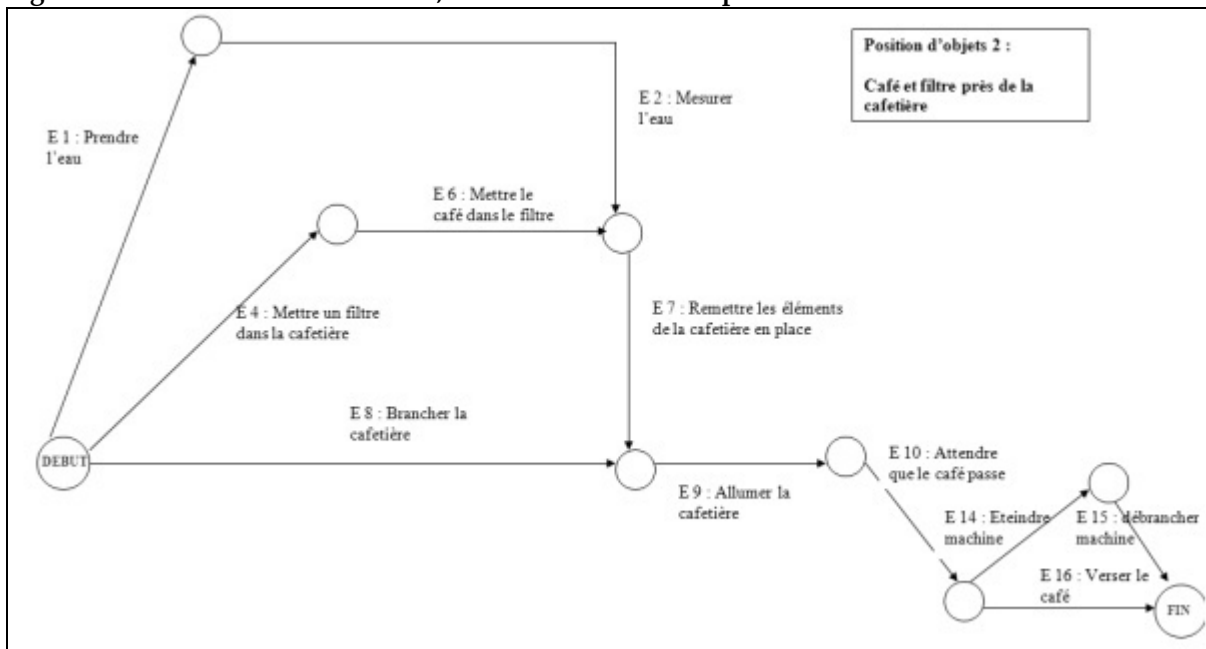 Position d'objets 2 :
Café et filtre près de la
cafetière
E 1 : Prendre
l'eau
E 2 : Mesurer
l'eau
E 6 : Mettre le
café dans le filtre
E 4 : Mettre un filtre
dans la cafetière
E 7 : Remettre les éléments
de la cafetière en place
E 8 : Brancher la
cafetière
DEBUT
E 9 : Allumer la
cafetière
E 10 : Attendre
que le café passe
E 14 : Eteindre
machine
E 15 : débrancher
machine
E 16 : Verser le
café
FIN